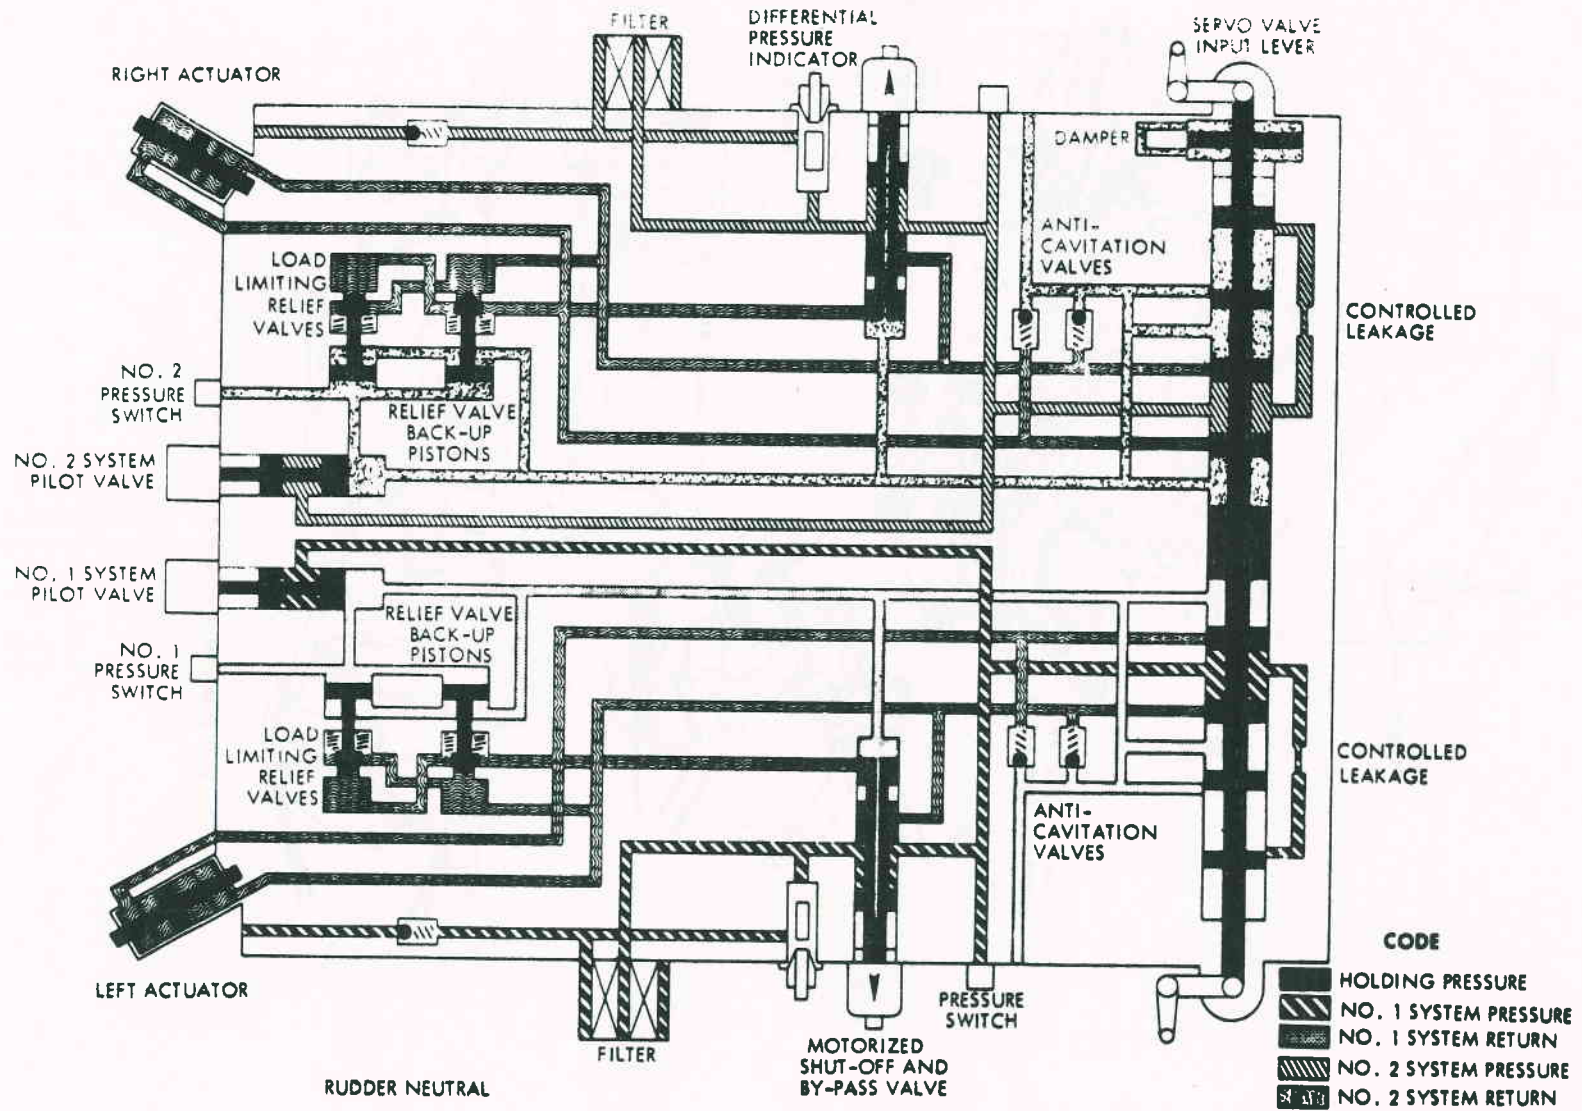 FILTER
DIFFERENTIAL
PRESSURE
INDICATOR
SERVO VALVE
INPUT LEVER
RIGHT ACTUATOR
DAMPER
ANTI-
CAVITATION
VALVES
LOAD
LIMITING
RELIEF
VALVES
CONTROLLED
LEAKAGE
NO. 2
PRESSURE
SWITCH
RELIEF VALVE
BACK-UP
PISTONS
NO. 2 SYSTEM
PILOT VALVE
NO. 1 SYSTEM
PILOT VALVE
RELIEF VALVE
BACK-UP
PISTONS
NO. 1
PRESSURE
SWITCH
LOAD
LIMITING
RELIEF
VALVES
CONTROLLED
LEAKAGE
ANTI-
CAVITATION
VALVES
LEFT ACTUATOR
FILTER
MOTORIZED
SHUT-OFF AND
BY-PASS VALVE
PRESSURE
SWITCH
RUDDER NEUTRAL
CODE
HOLDING PRESSURE
NO. 1 SYSTEM PRESSURE
NO. 1 SYSTEM RETURN
NO. 2 SYSTEM PRESSURE
NO. 2 SYSTEM RETURN